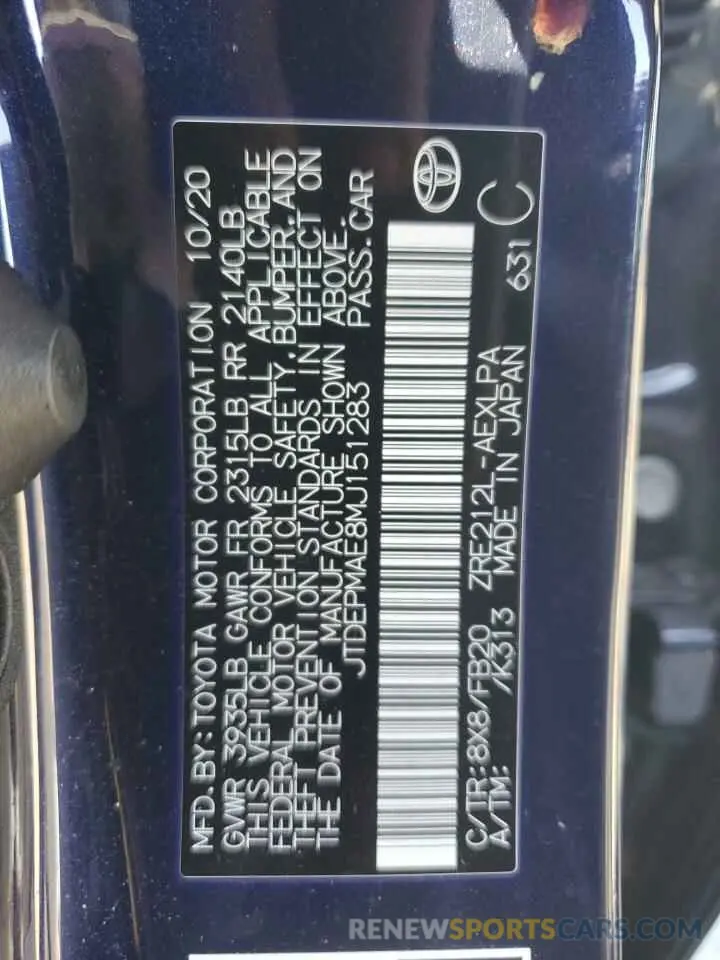 MFD.BY:TOYOTA MOTOR CORPORATION 10/20
GVWR 3935LB GAWR FR 2315LB RR 2140LB
THIS VEHICLE CONFORMS TO ALL APPLICABLE
FEDERAL MOTOR VEHICLE SAFETY,BUMPER,AND
THEFT PREVENTION STANDARDS IN EFFECT ON
THE DATE OF MANUFACTURE SHOWN ABOVE.
JTDEPMAE8MJ151283 PASS.CAR
C/TR:8X8/FB20 ZRE212L-AEXLPA 631 C
A/TM: /K313 MADE IN JAPAN
RENEWSPORTSCARS.COM